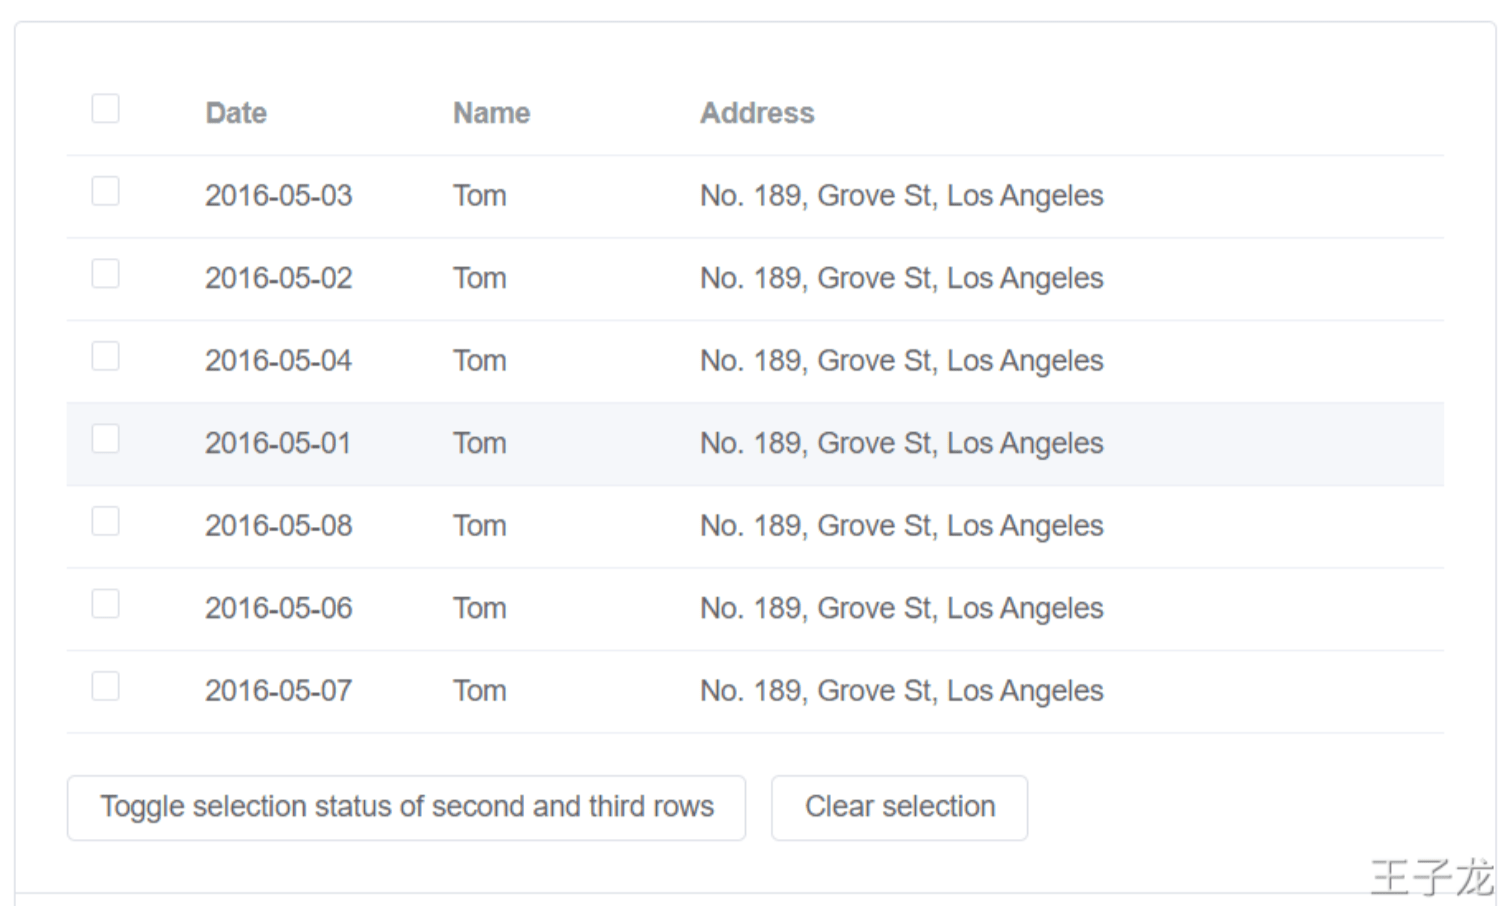 Date Name Address
2016-05-03 Tom No. 189, Grove St, Los Angeles
2016-05-02 Tom No. 189, Grove St, Los Angeles
2016-05-04 Tom No. 189, Grove St, Los Angeles
2016-05-01 Tom No. 189, Grove St, Los Angeles
2016-05-08 Tom No. 189, Grove St, Los Angeles
2016-05-06 Tom No. 189, Grove St, Los Angeles
2016-05-07 Tom No. 189, Grove St, Los Angeles
Toggle selection status of second and third rows Clear selection
王子龙